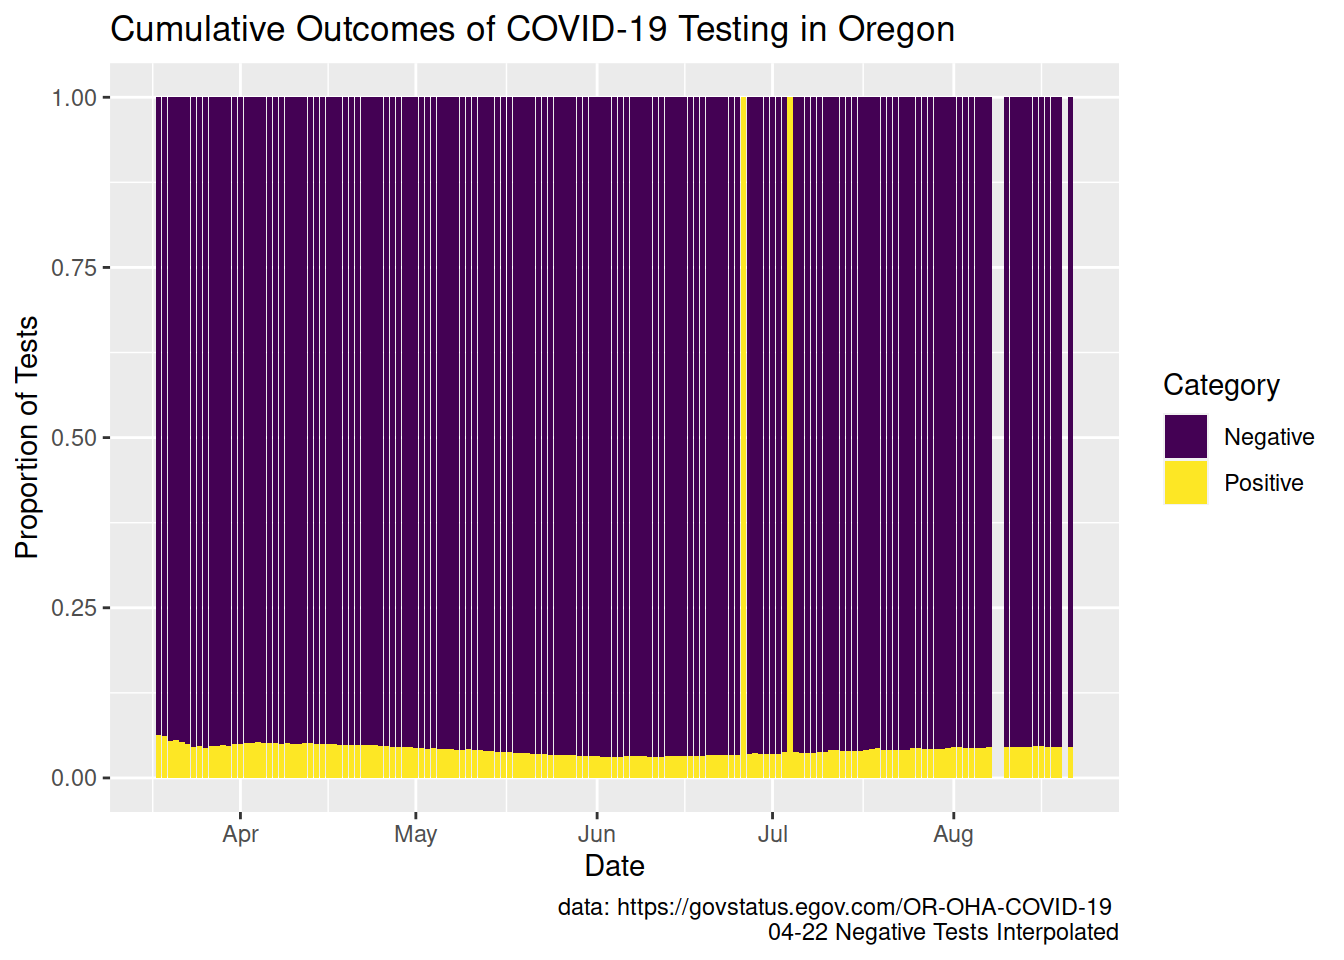 Cumulative Outcomes of COVID-19 Testing in Oregon
1.00
0.75
0.50
0.25
0.00
Proportion of Tests
Apr
May
Jun
Jul
Aug
Date
Category
Negative
Positive
data: https://govstatus.egov.com/OR-OHA-COVID-19
04-22 Negative Tests Interpolated